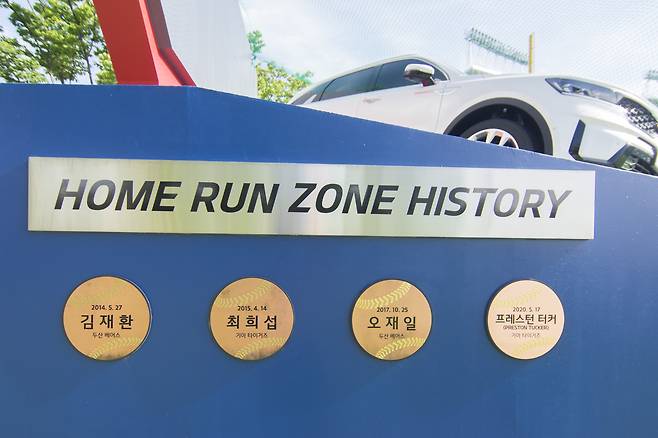 HOME RUN ZONE HISTORY
2014. 5. 27
김 재 환
두산 베어스
2015. 4. 14
최 희 섭
기아 타이거즈
2017. 10. 25
오 재 일
두산 베어스
2020. 5. 17
프레스턴 터커
(PRESTON TUCKER)
기아 타이거즈